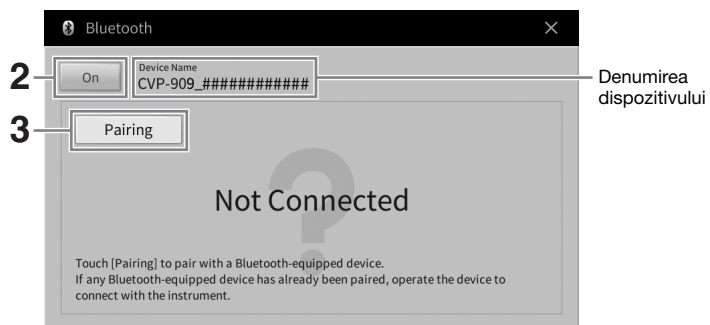 Bluetooth
2
On
Device Name
CVP-909_############
Denumirea
dispozitivului
3
Pairing
Not Connected
Touch [Pairing] to pair with a Bluetooth-equipped device.
If any Bluetooth-equipped device has already been paired, operate the device to
connect with the instrument.